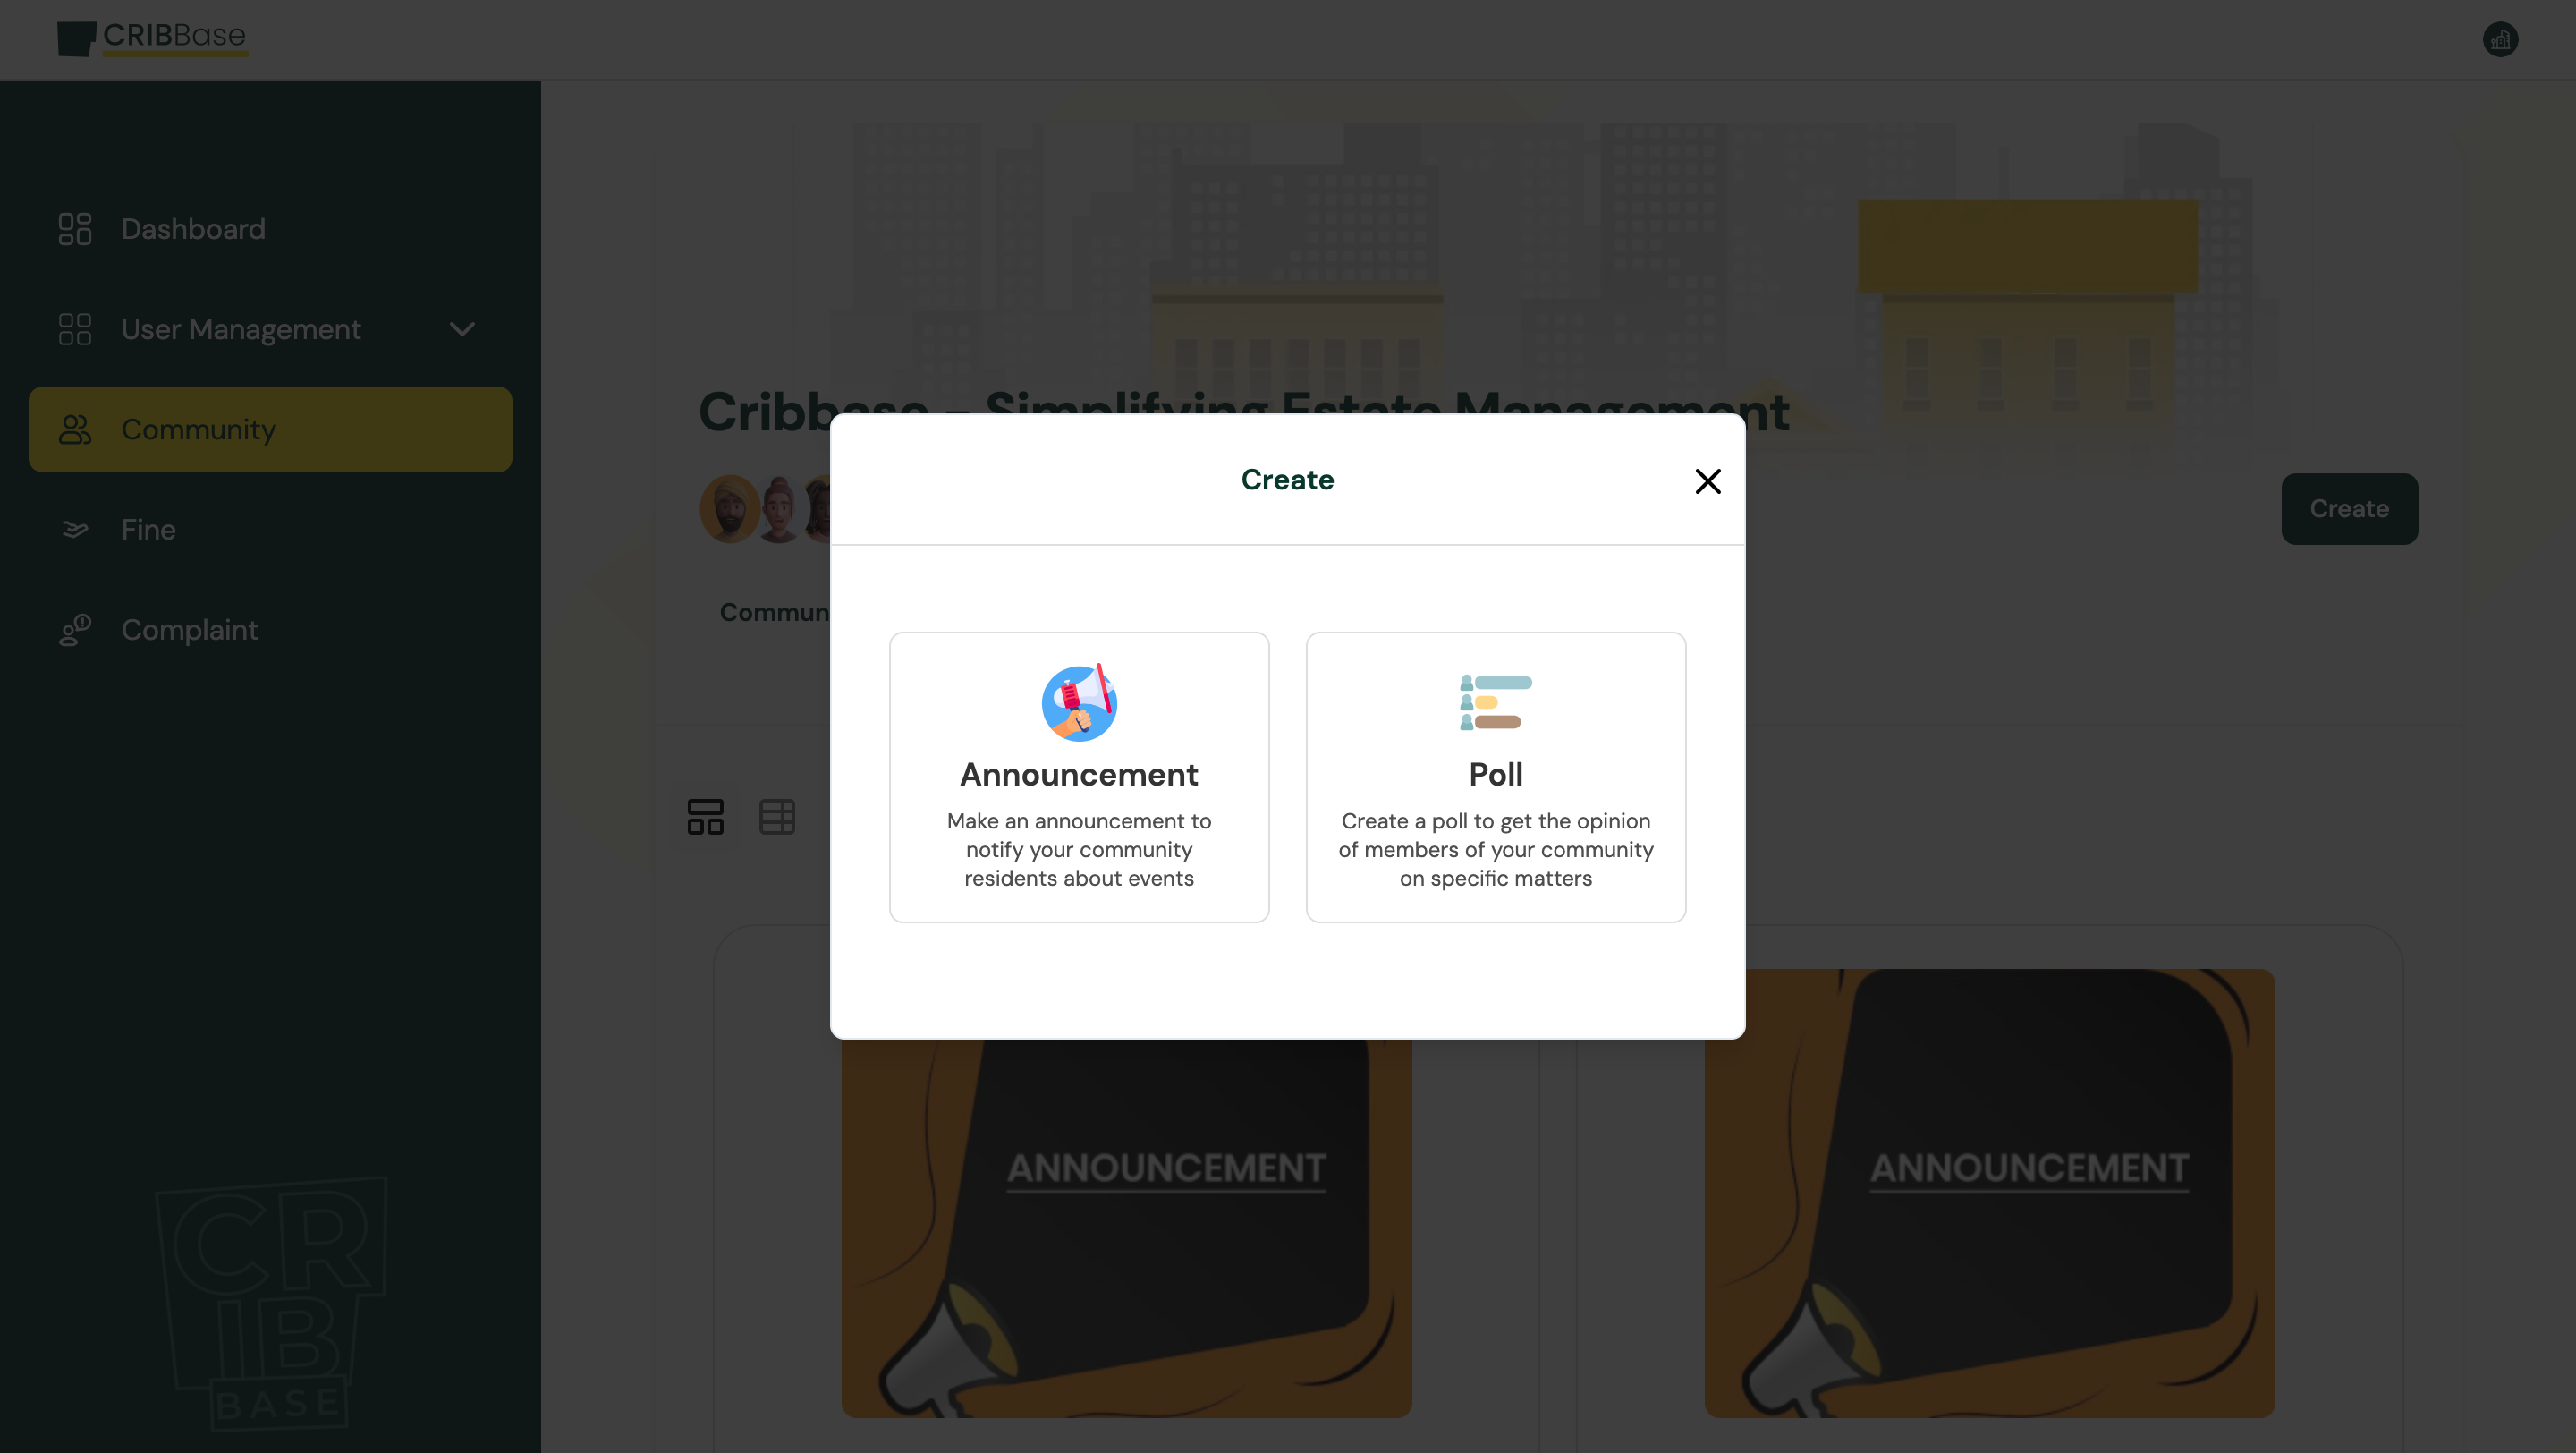 CRIBBase
Dashboard
User Management
Community
Fine
Complaint
CR
IB
BASE
Cribbase - Simplifying Estate Management
Create
Commun
Create
Announcement
Make an announcement to
notify your community
residents about events
Poll
Create a poll to get the opinion
of members of your community
on specific matters
ANNOUNCEMENT
ANNOUNCEMENT